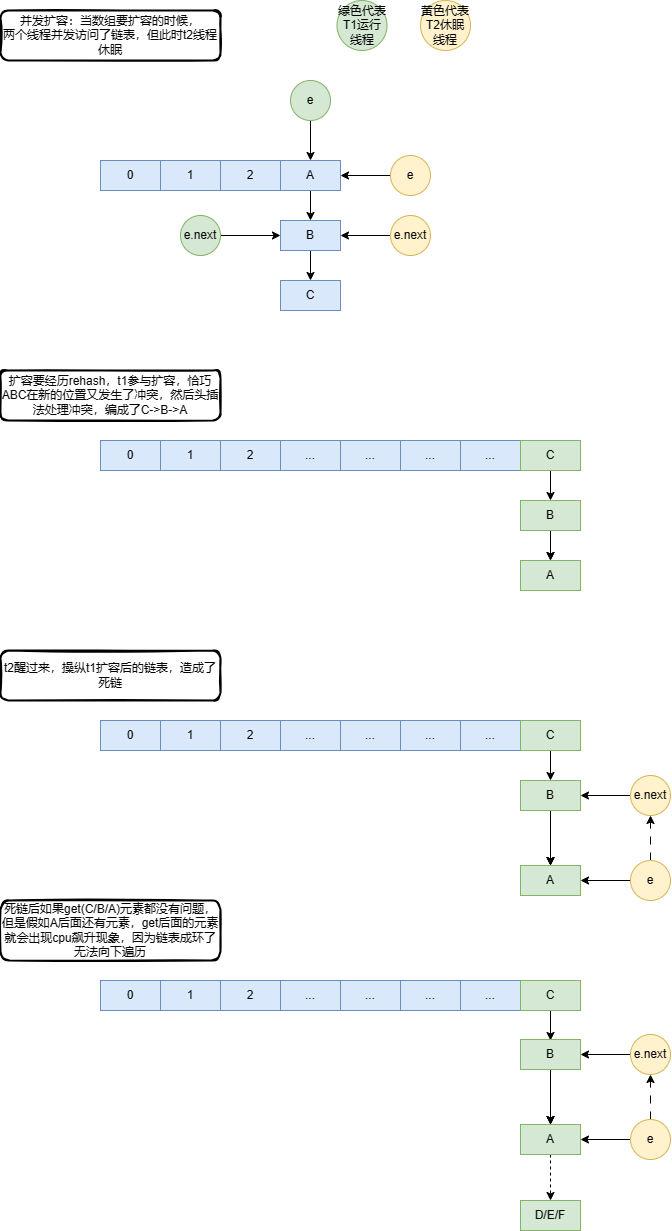 并发扩容：当数组要扩容的时候，
两个线程并发访问了链表，但此时t2线程
休眠
绿色代表
T1运行
线程
黄色代表
T2休眠
线程
e
0 1 2 A
e
e.next
B
e.next
C
扩容要经历rehash，t1参与扩容，恰巧
ABC在新的位置又发生了冲突，然后头插
法处理冲突，编成了C->B->A
0 1 2 ... ... ... ... C
B
A
t2醒过来，操纵t1扩容后的链表，造成了
死链
0 1 2 ... ... ... ... C
B
e.next
A
e
死链后如果get(C/B/A)元素都没有问题，
但是假如A后面还有元素，get后面的元素
就会出现cpu飙升现象，因为链表成环了
无法向下遍历
0 1 2 ... ... ... ... C
B
e.next
A
e
D/E/F